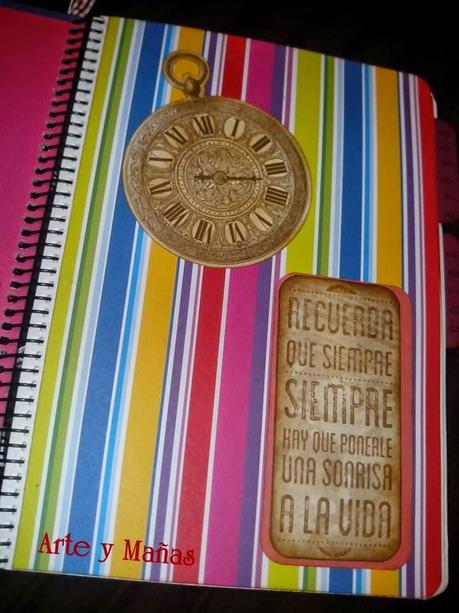 RECUERDA
QUE SIEMPRE
SIEMPRE
HAY QUE PONERLE
UNA SONRISA
A LA VIDA
Arte y Mañas